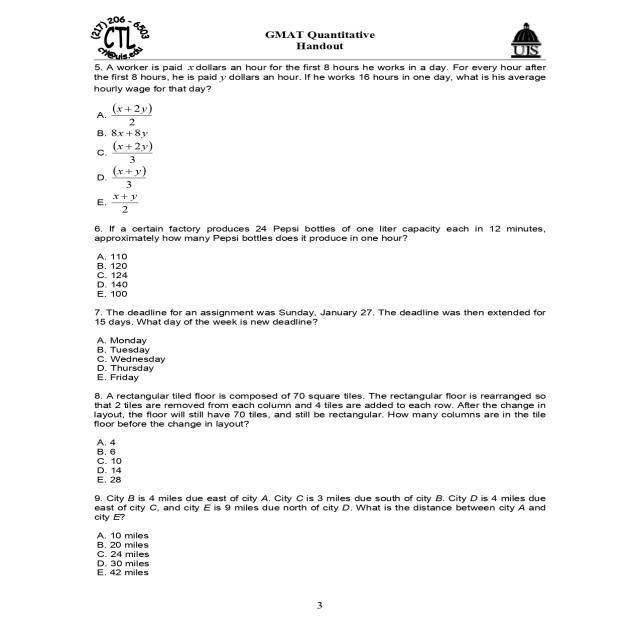 (217) 206 - 6503
CTL
ctl@uis.edu
GMAT Quantitative
Handout
UIS
5. A worker is paid x dollars an hour for the first 8 hours he works in a day. For every hour after
the first 8 hours, he is paid y dollars an hour. If he works 16 hours in one day, what is his average
hourly wage for that day?
A. (x + 2y)/2
B. 8x + 8y
C. (x + 2y)/3
D. (x + y)/3
E. x + y/2
6. If a certain factory produces 24 Pepsi bottles of one liter capacity each in 12 minutes,
approximately how many Pepsi bottles does it produce in one hour?
A. 110
B. 120
C. 124
D. 140
E. 100
7. The deadline for an assignment was Sunday, January 27. The deadline was then extended for
15 days. What day of the week is new deadline?
A. Monday
B. Tuesday
C. Wednesday
D. Thursday
E. Friday
8. A rectangular tiled floor is composed of 70 square tiles. The rectangular floor is rearranged so
that 2 tiles are removed from each column and 4 tiles are added to each row. After the change in
layout, the floor will still have 70 tiles, and still be rectangular. How many columns are in the tile
floor before the change in layout?
A. 4
B. 6
C. 10
D. 14
E. 28
9. City B is 4 miles due east of city A. City C is 3 miles due south of city B. City D is 4 miles due
east of city C, and city E is 9 miles due north of city D. What is the distance between city A and
city E?
A. 10 miles
B. 20 miles
C. 24 miles
D. 30 miles
E. 42 miles
3